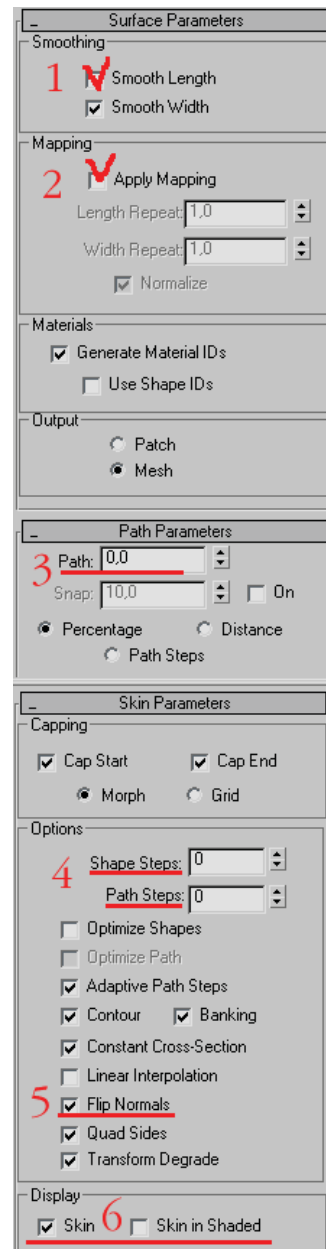 - Surface Parameters
Smoothing
1 Smooth Length
Smooth Width
Mapping
2 Apply Mapping
Length Repeat: 1,0
Width Repeat: 1,0
Normalize
Materials
Generate Material IDs
Use Shape IDs
Output
Patch
Mesh
- Path Parameters
3 Path: 0,0
Snap: 10,0 On
Percentage Distance
Path Steps
- Skin Parameters
Capping
Cap Start Cap End
Morph Grid
Options
4 Shape Steps: 0
Path Steps: 0
Optimize Shapes
Optimize Path
Adaptive Path Steps
Contour Banking
Constant Cross-Section
Linear Interpolation
5 Flip Normals
Quad Sides
Transform Degrade
Display
Skin 6 Skin in Shaded